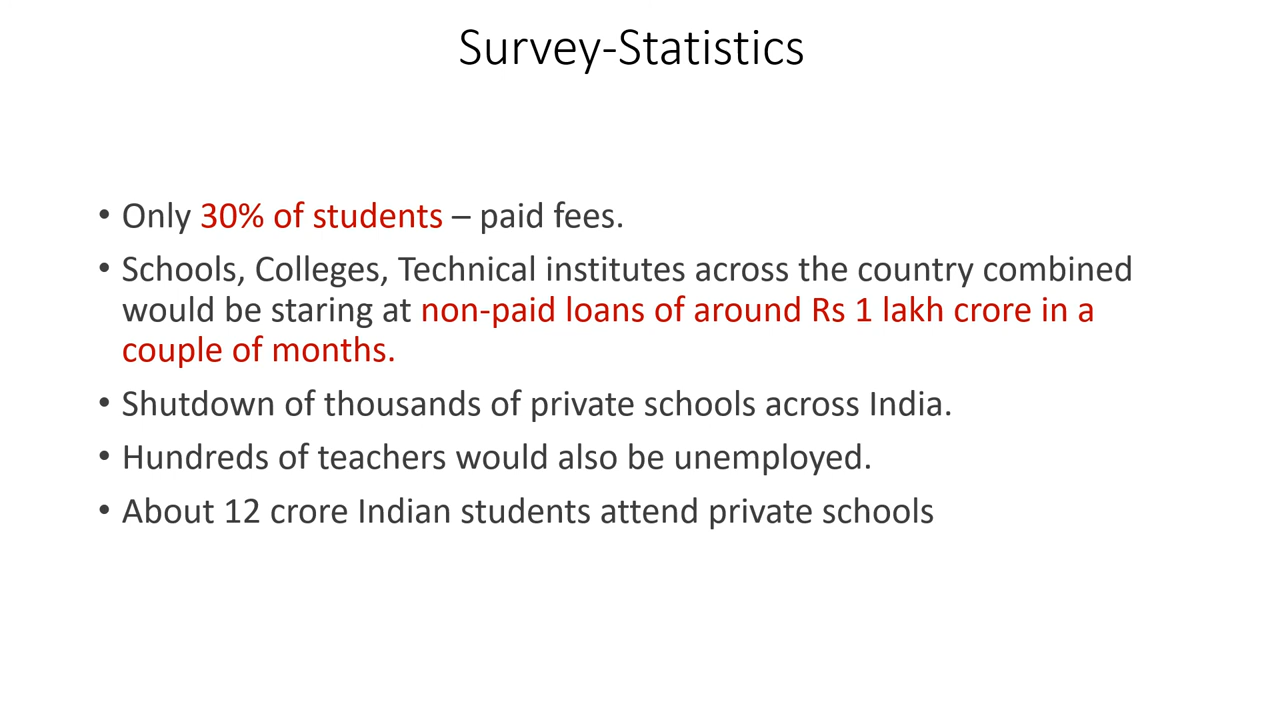 Survey-Statistics
• Only 30% of students – paid fees.
• Schools, Colleges, Technical institutes across the country combined
would be staring at non-paid loans of around Rs 1 lakh crore in a
couple of months.
• Shutdown of thousands of private schools across India.
• Hundreds of teachers would also be unemployed.
• About 12 crore Indian students attend private schools